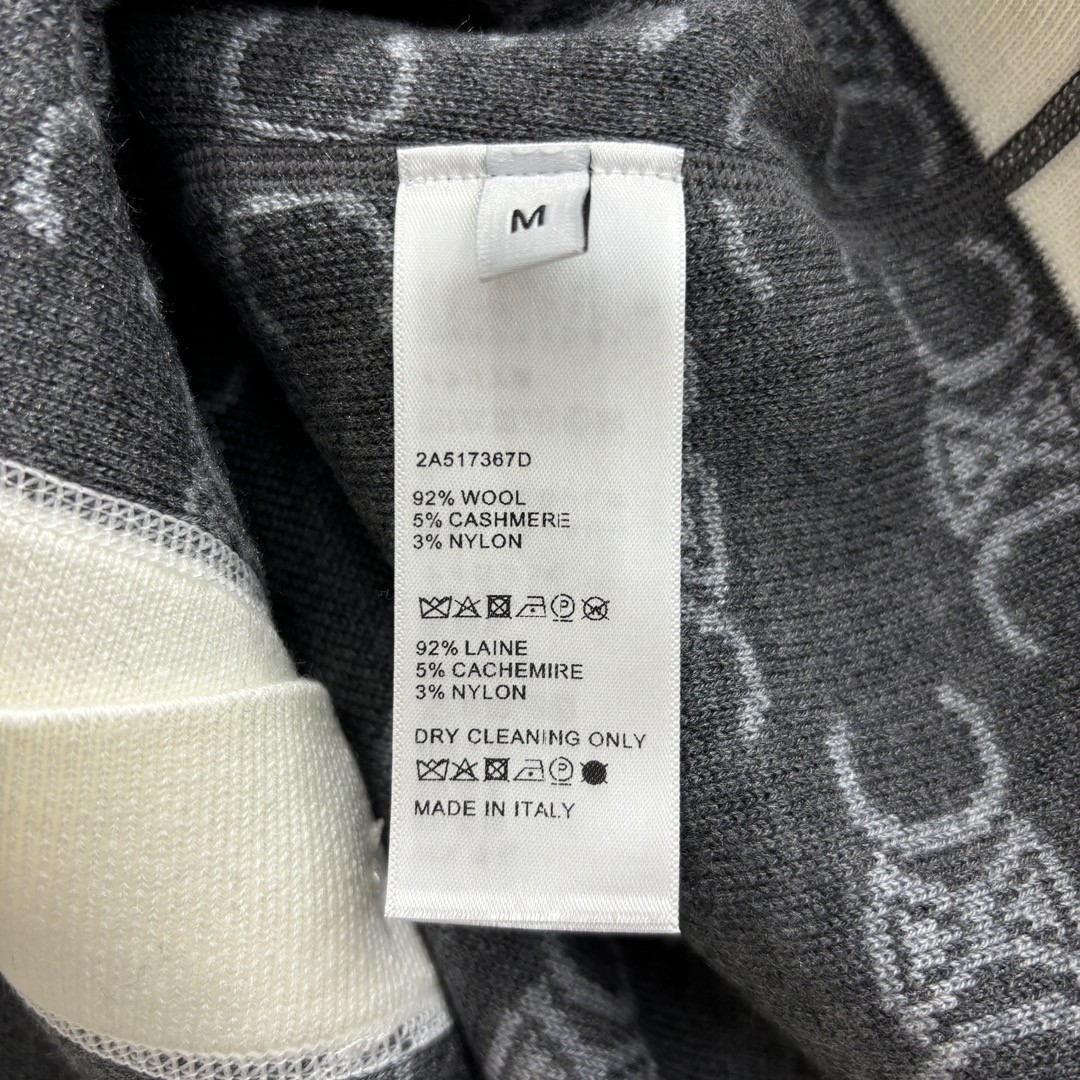 M
2A517367D
92% WOOL
5% CASHMERE
3% NYLON
92% LAINE
5% CACHEMIRE
3% NYLON
DRY CLEANING ONLY
MADE IN ITALY